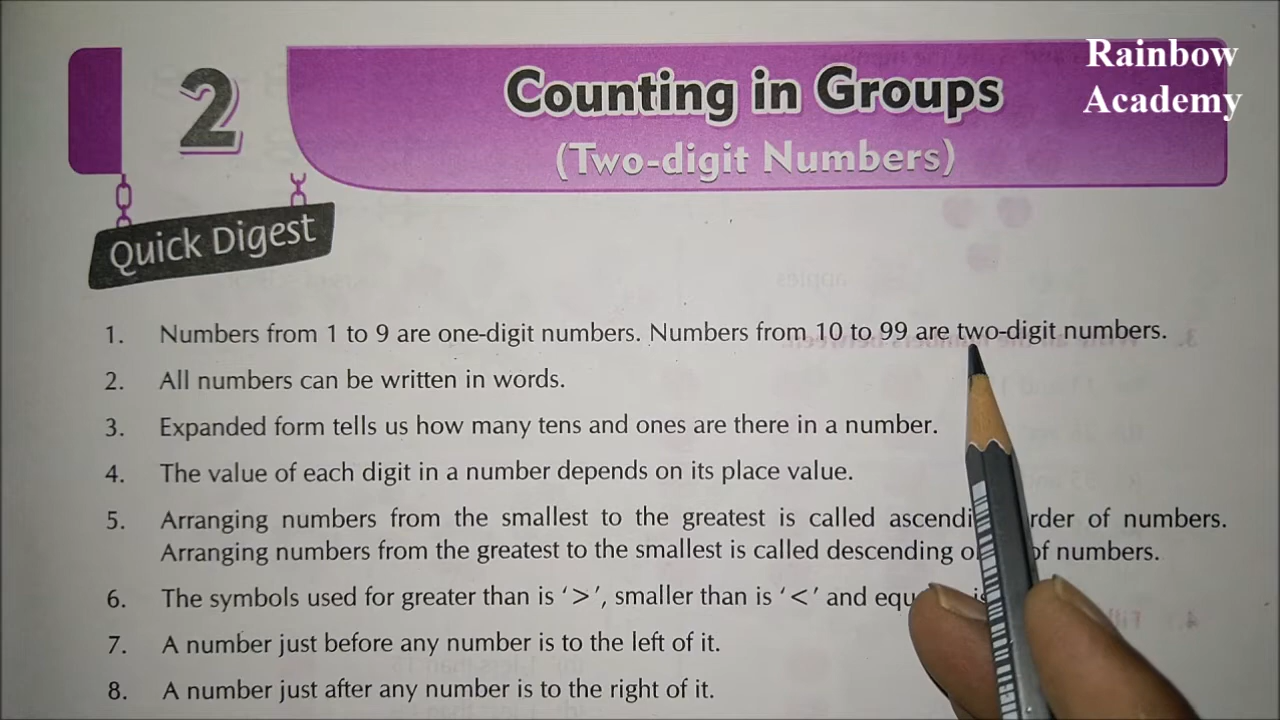 Rainbow
Academy
2
Counting in Groups
(Two-digit Numbers)
Quick Digest
1. Numbers from 1 to 9 are one-digit numbers. Numbers from 10 to 99 are two-digit numbers.
2. All numbers can be written in words.
3. Expanded form tells us how many tens and ones are there in a number.
4. The value of each digit in a number depends on its place value.
5. Arranging numbers from the smallest to the greatest is called ascendi rder of numbers.
Arranging numbers from the greatest to the smallest is called descending o of numbers.
6. The symbols used for greater than is '>', smaller than is '<' and equ
7. A number just before any number is to the left of it.
8. A number just after any number is to the right of it.